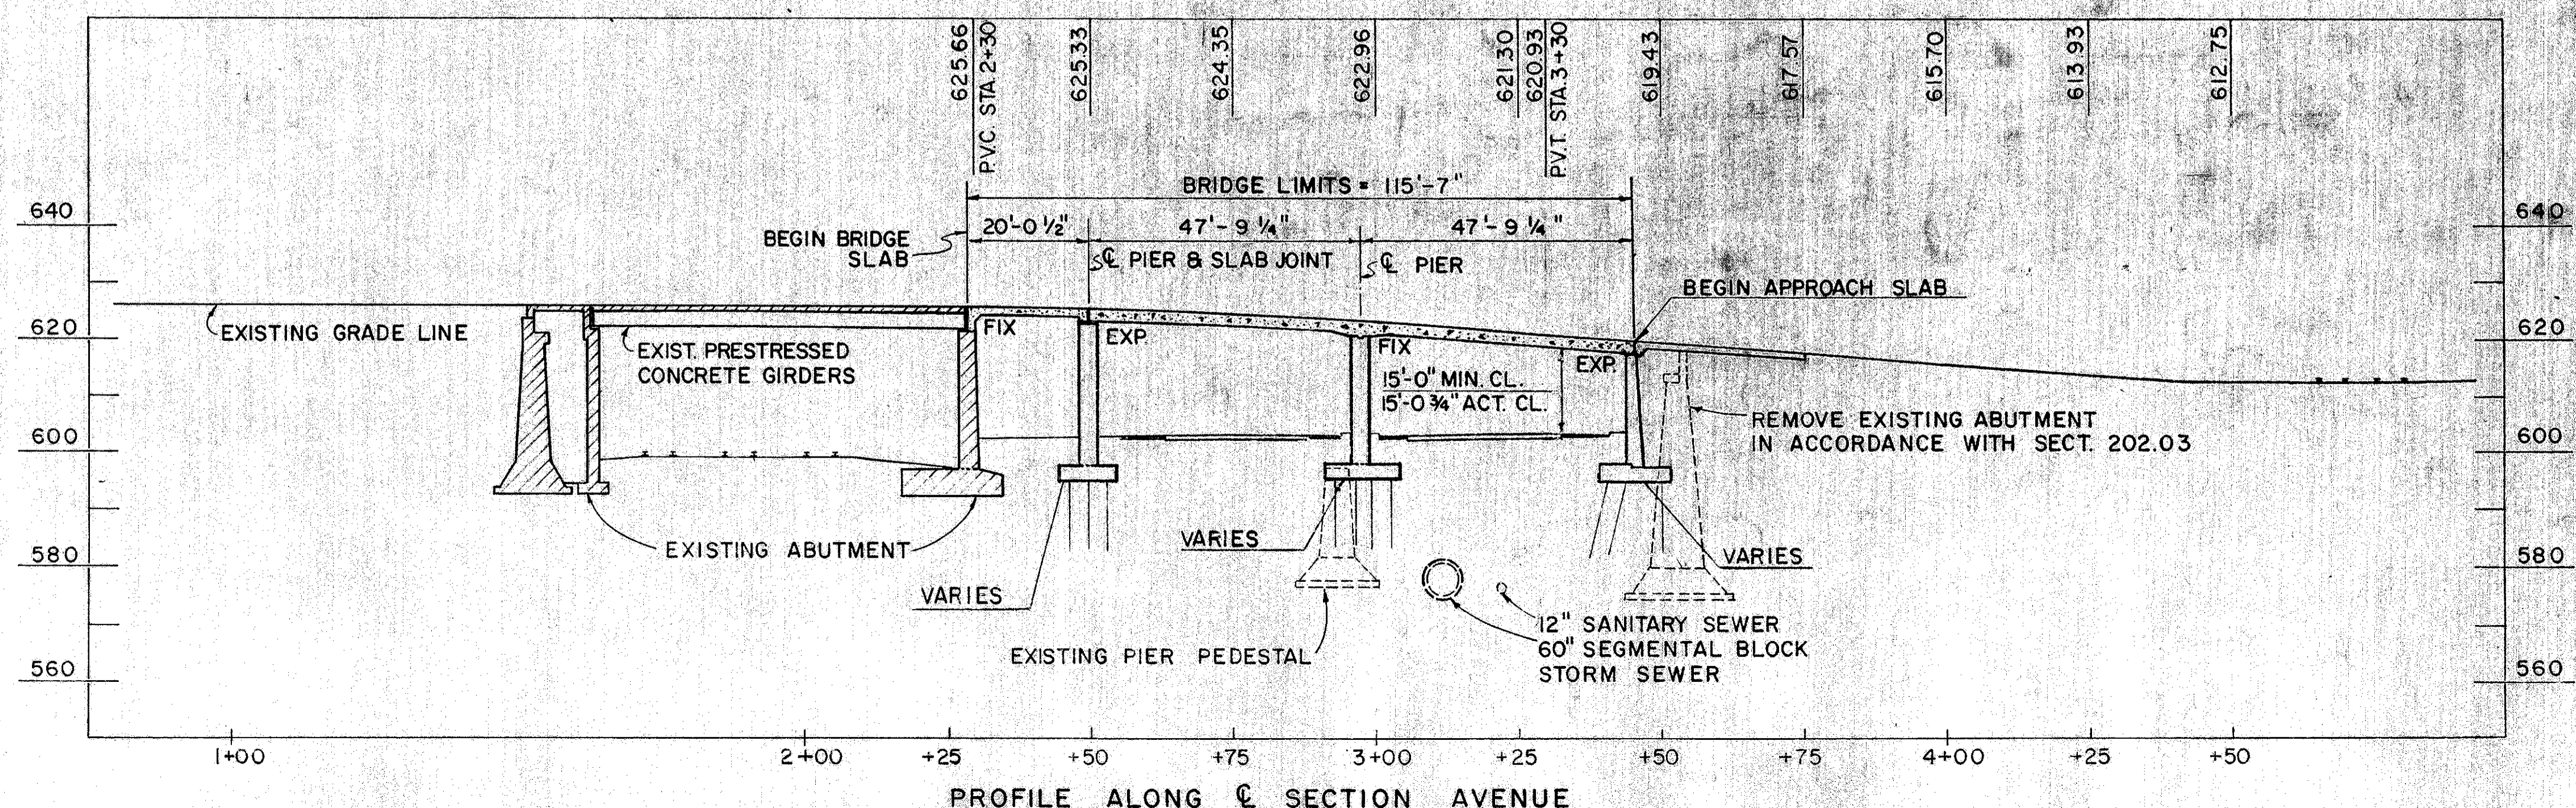 625.66
P.V.C. STA. 2+30
625.33
624.35
622.96
621.30
620.93
P.V.T. STA. 3+30
619.43
617.57
615.70
613.93
612.75
BRIDGE LIMITS = 115'-7"
20'-0 1/2"
47'-9 1/4"
47'-9 1/4"
640
640
BEGIN BRIDGE
SLAB
℄ PIER & SLAB JOINT
℄ PIER
BEGIN APPROACH SLAB
620
620
EXISTING GRADE LINE
FIX
EXP.
FIX
EXP.
EXIST. PRESTRESSED
CONCRETE GIRDERS
15'-0" MIN. CL.
15'-0 3/4" ACT. CL.
REMOVE EXISTING ABUTMENT
IN ACCORDANCE WITH SECT. 202.03
600
600
EXISTING ABUTMENT
VARIES
VARIES
VARIES
580
580
12" SANITARY SEWER
60" SEGMENTAL BLOCK
STORM SEWER
EXISTING PIER PEDESTAL
560
560
1+00
2+00
+25
+50
+75
3+00
+25
+50
+75
4+00
+25
+50
PROFILE ALONG ℄ SECTION AVENUE